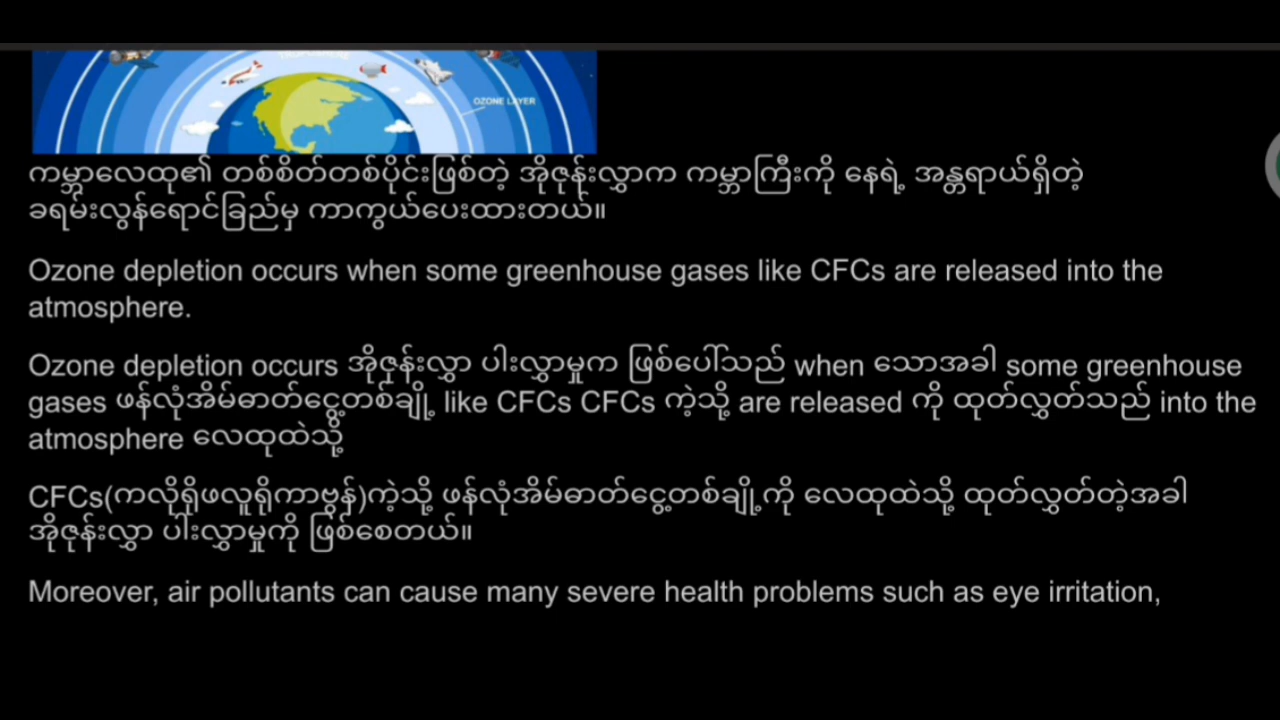 OZONE LAYER
ကမ္ဘာလေထု၏ တစ်စိတ်တစ်ပိုင်းဖြစ်တဲ့ အိုဇုန်းလွှာက ကမ္ဘာကြီးကို နေရဲ့ အန္တရာယ်ရှိတဲ့
ခရမ်းလွန်ရောင်ခြည်မှ ကာကွယ်ပေးထားတယ်။
Ozone depletion occurs when some greenhouse gases like CFCs are released into the
atmosphere.
Ozone depletion occurs အိုဇုန်းလွှာ ပါးလွှာမှုက ဖြစ်ပေါ်သည် when သောအခါ some greenhouse
gases ဖန်လုံအိမ်ဓာတ်ငွေ့တစ်ချို့ like CFCs CFCs ကဲ့သို့ are released ကို ထုတ်လွှတ်သည် into the
atmosphere လေထုထဲသို့
CFCs(ကလိုရိုဖလူရိုကာဗွန်)ကဲ့သို့ ဖန်လုံအိမ်ဓာတ်ငွေ့တစ်ချို့ကို လေထုထဲသို့ ထုတ်လွှတ်တဲ့အခါ
အိုဇုန်းလွှာ ပါးလွှာမှုကို ဖြစ်စေတယ်။
Moreover, air pollutants can cause many severe health problems such as eye irritation,